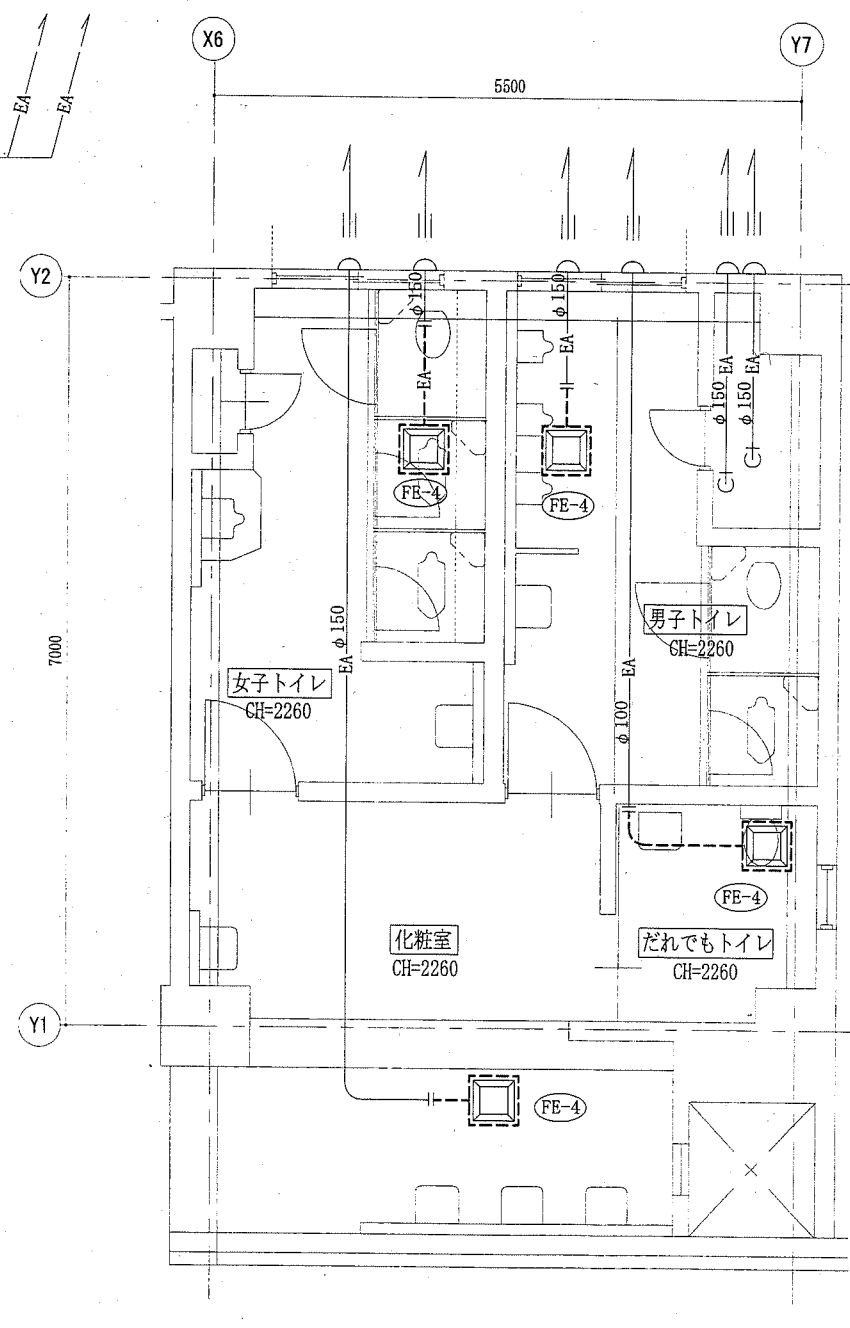 X6
Y7
5500
EA
EA
Y2
φ150
φ150
EA
EA
φ150
EA
φ150
EA
FE-4
FE-4
7000
EA φ150
男子トイレ
CH=2260
EA
φ100
女子トイレ
CH=2260
FE-4
化粧室
CH=2260
だれでもトイレ
CH=2260
Y1
FE-4